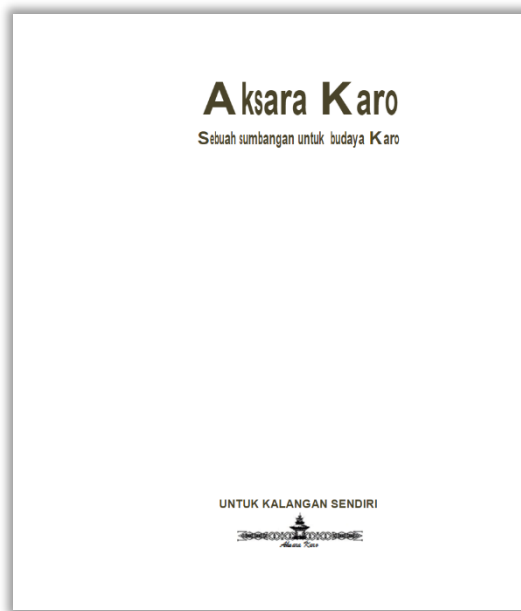 Aksara Karo
Sebuah sumbangan untuk budaya Karo
UNTUK KALANGAN SENDIRI
Aksara Karo